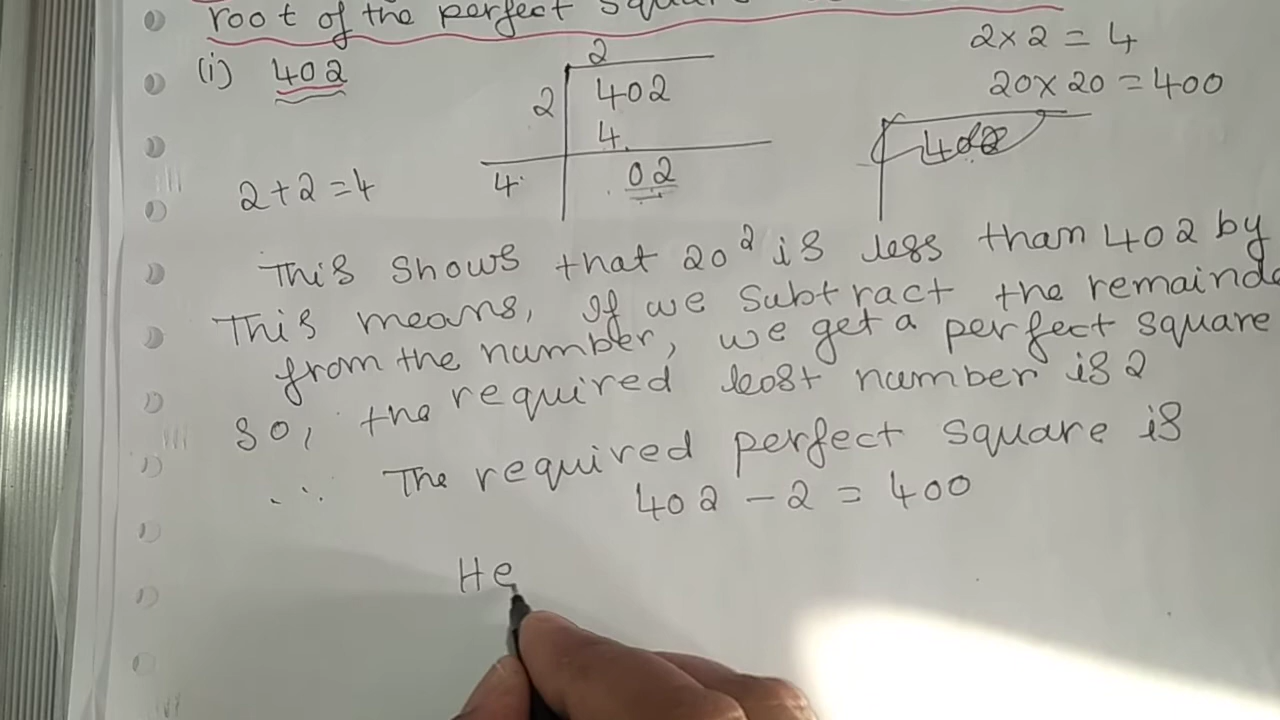 root of the perfect square
(i) 402
2
2 402
4
4 02
2+2=4
2×2=4
20×20=400
402
This shows that 20² is less than 402 by
This means, If we subtract the remainde
from the number, we get a perfect square
So, the required least number is 2
∴ The required perfect square is
402 - 2 = 400
He